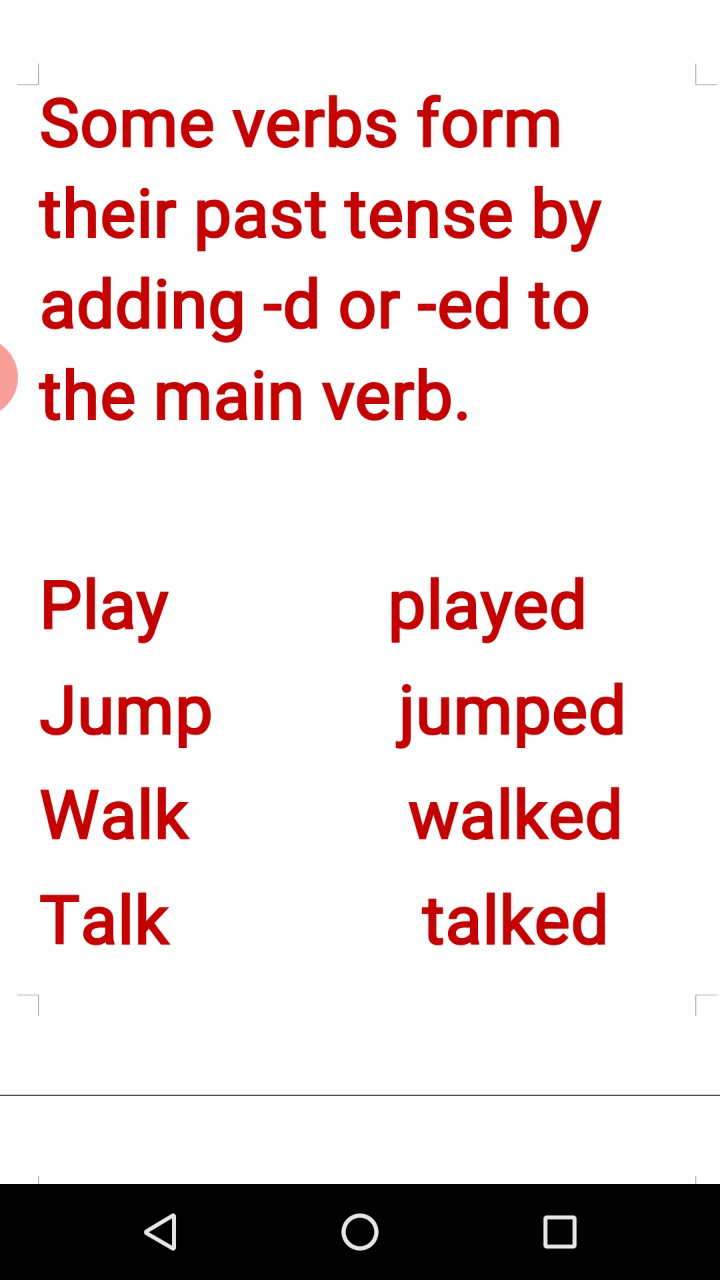 Some verbs form
their past tense by
adding -d or -ed to
the main verb.
Play played
Jump jumped
Walk walked
Talk talked